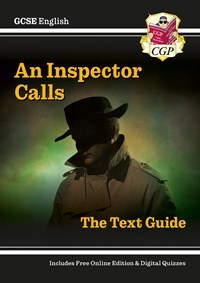 GCSE English
CGP
An Inspector
Calls
The Text Guide
Includes Free Online Edition & Digital Quizzes